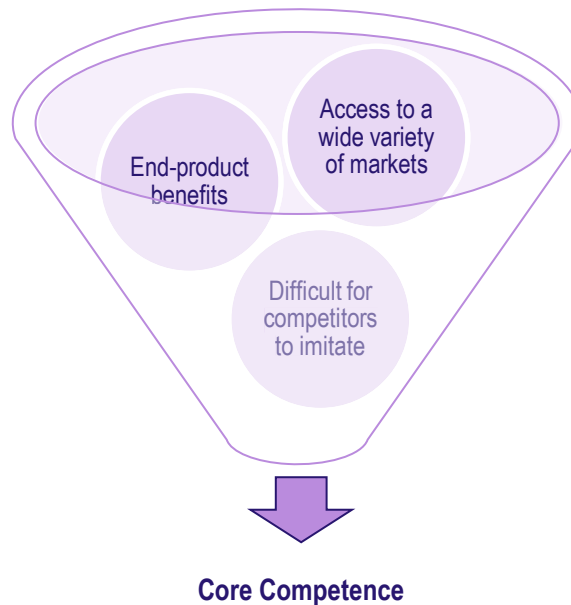 Access to a
wide variety
of markets
End-product
benefits
Difficult for
competitors
to imitate
Core Competence